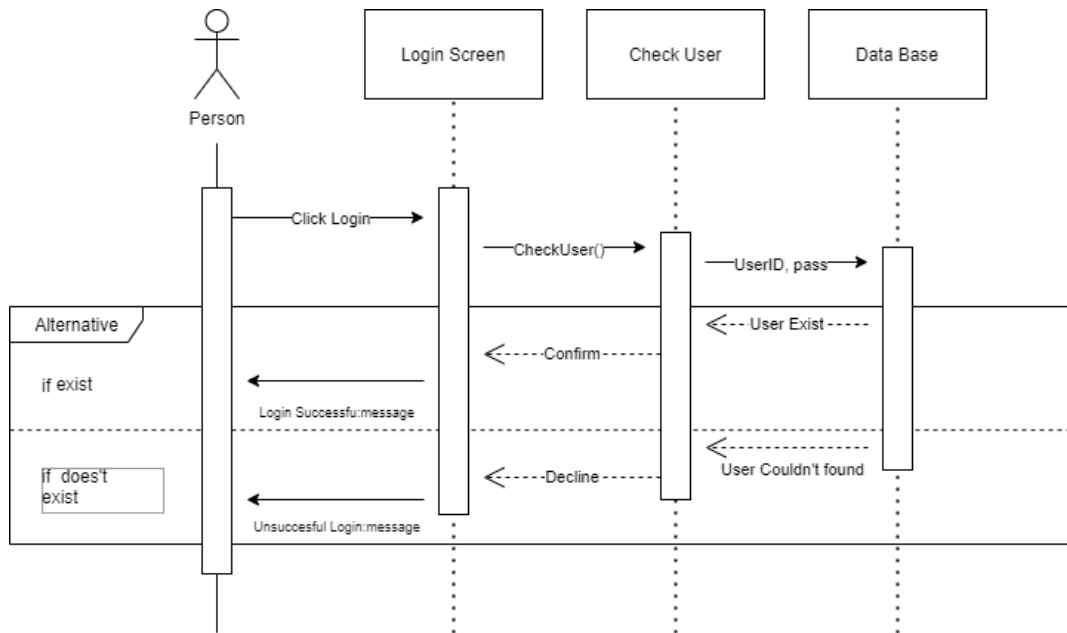 Login Screen
Check User
Data Base
Person
Click Login
CheckUser()
UserID, pass
Alternative
User Exist
Confirm
if exist
Login Successfu:message
User Couldn't found
if does't
exist
Decline
Unsuccesful Login:message